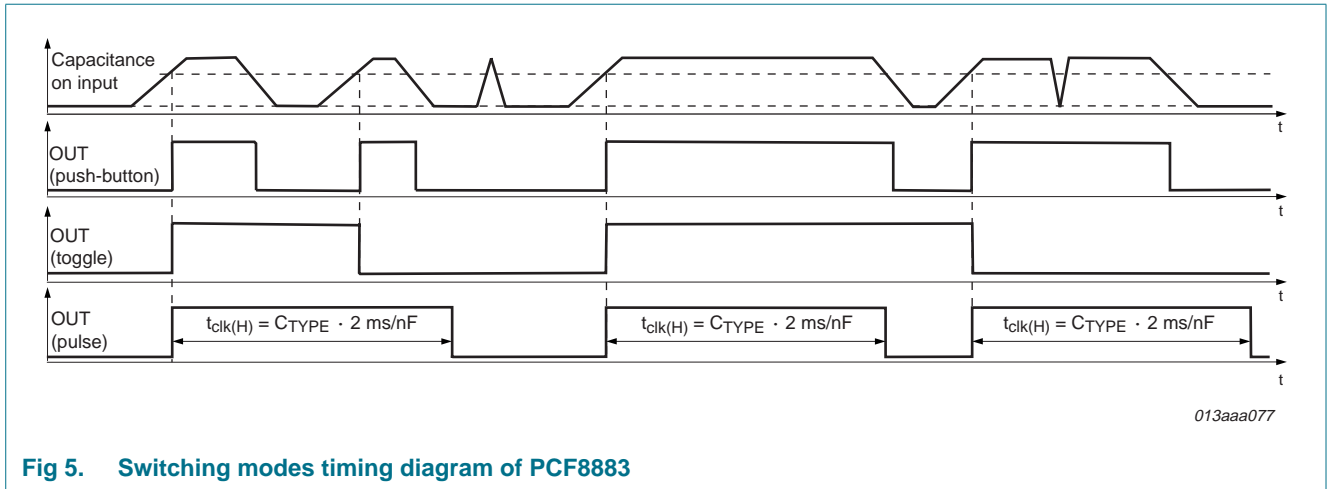 Capacitance
on input
t
OUT
(push-button)
t
OUT
(toggle)
t
OUT
(pulse)
tclk(H) = CTYPE · 2 ms/nF
tclk(H) = CTYPE · 2 ms/nF
tclk(H) = CTYPE · 2 ms/nF
t
013aaa077
Fig 5. Switching modes timing diagram of PCF8883